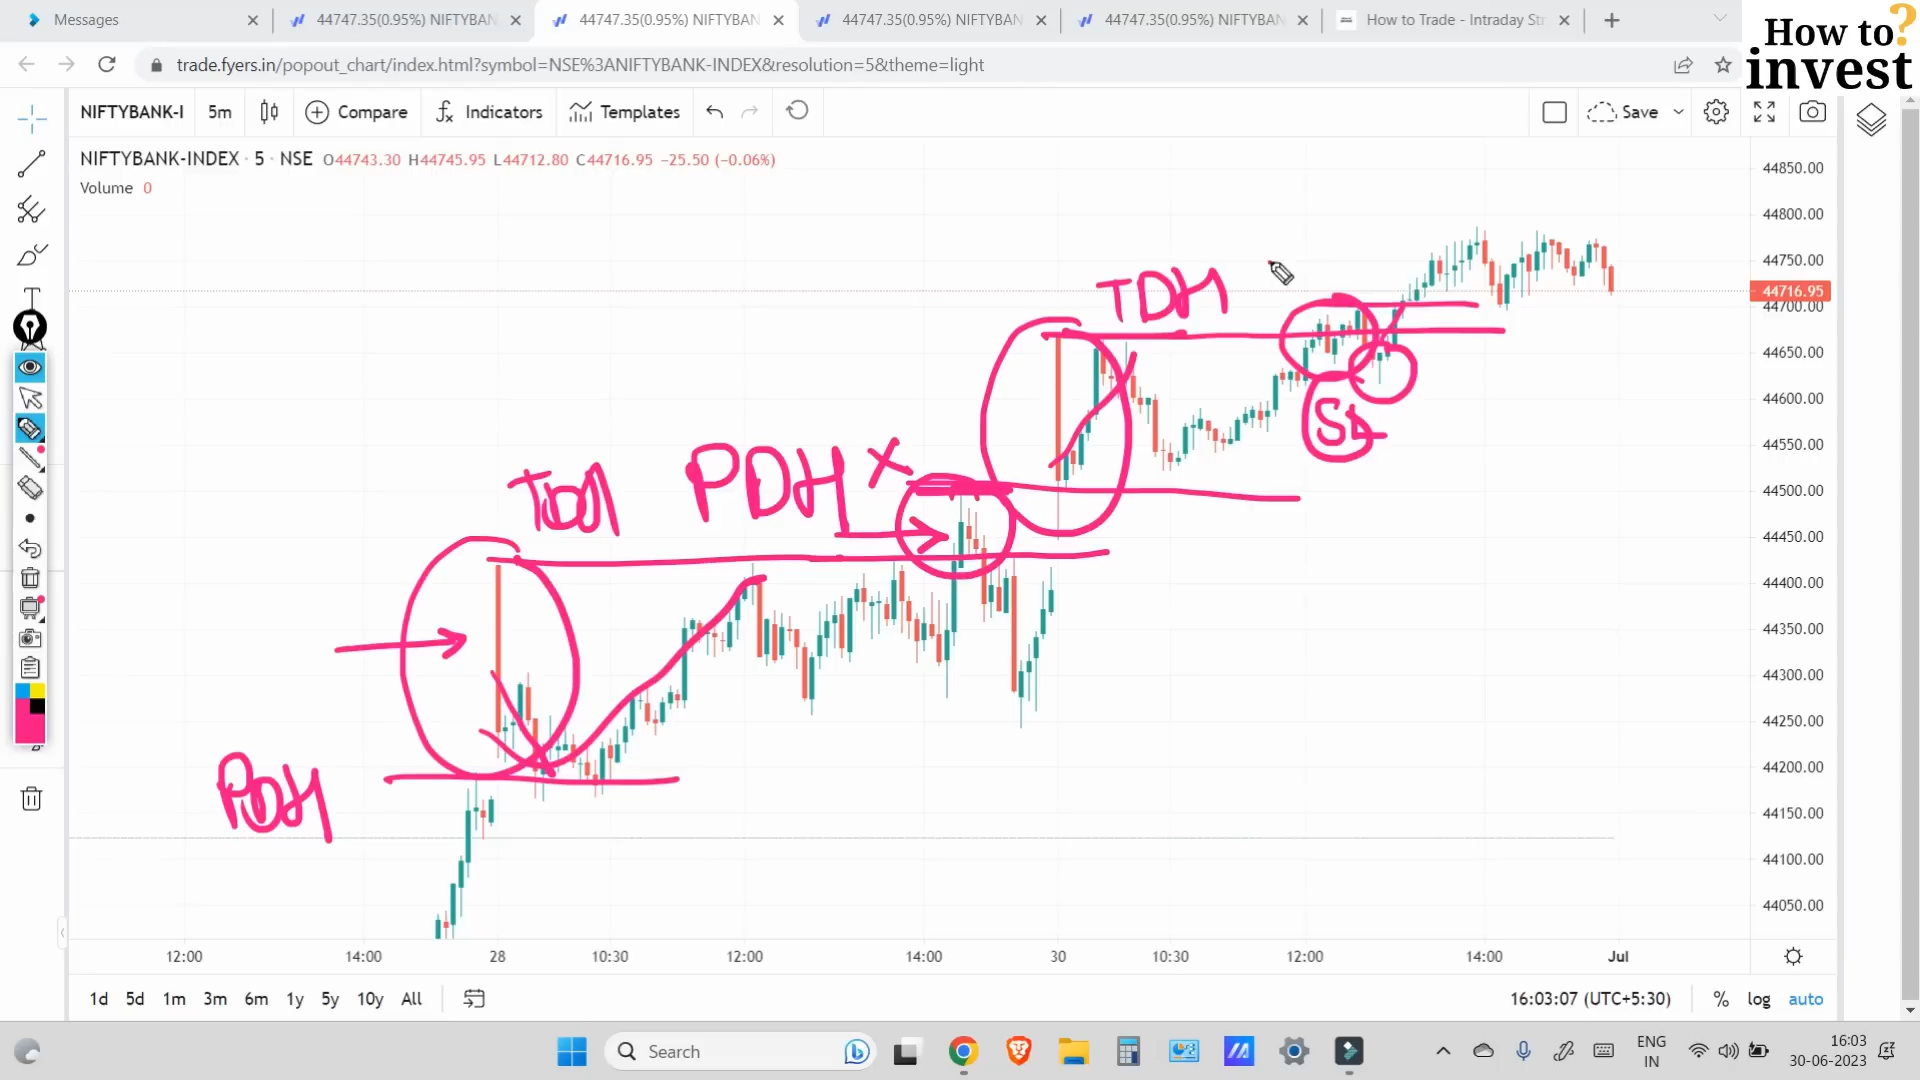 Messages
44747.35(0.95%) NIFTYBAN
44747.35(0.95%) NIFTYBAN
44747.35(0.95%) NIFTYBAN
44747.35(0.95%) NIFTYBAN
How to Trade - Intraday Str
How to?
invest
trade.fyers.in/popout_chart/index.html?symbol=NSE%3ANIFTYBANK-INDEX&resolution=5&theme=light
NIFTYBANK-I
5m
Compare
Indicators
Templates
Save
NIFTYBANK-INDEX · 5 · NSE O44743.30 H44745.95 L44712.80 C44716.95 −25.50 (−0.06%)
Volume 0
44850.00
44800.00
44750.00
44716.95
44700.00
44650.00
44600.00
44550.00
44500.00
44450.00
44400.00
44350.00
44300.00
44250.00
44200.00
44150.00
44100.00
44050.00
TDH
SL
TDH
PDH X
PDH
12:00 14:00 28 10:30 12:00 14:00 30 10:30 12:00 14:00 Jul
1d 5d 1m 3m 6m 1y 5y 10y All
16:03:07 (UTC+5:30)
% log auto
Search
ENG
IN
16:03
30-06-2023